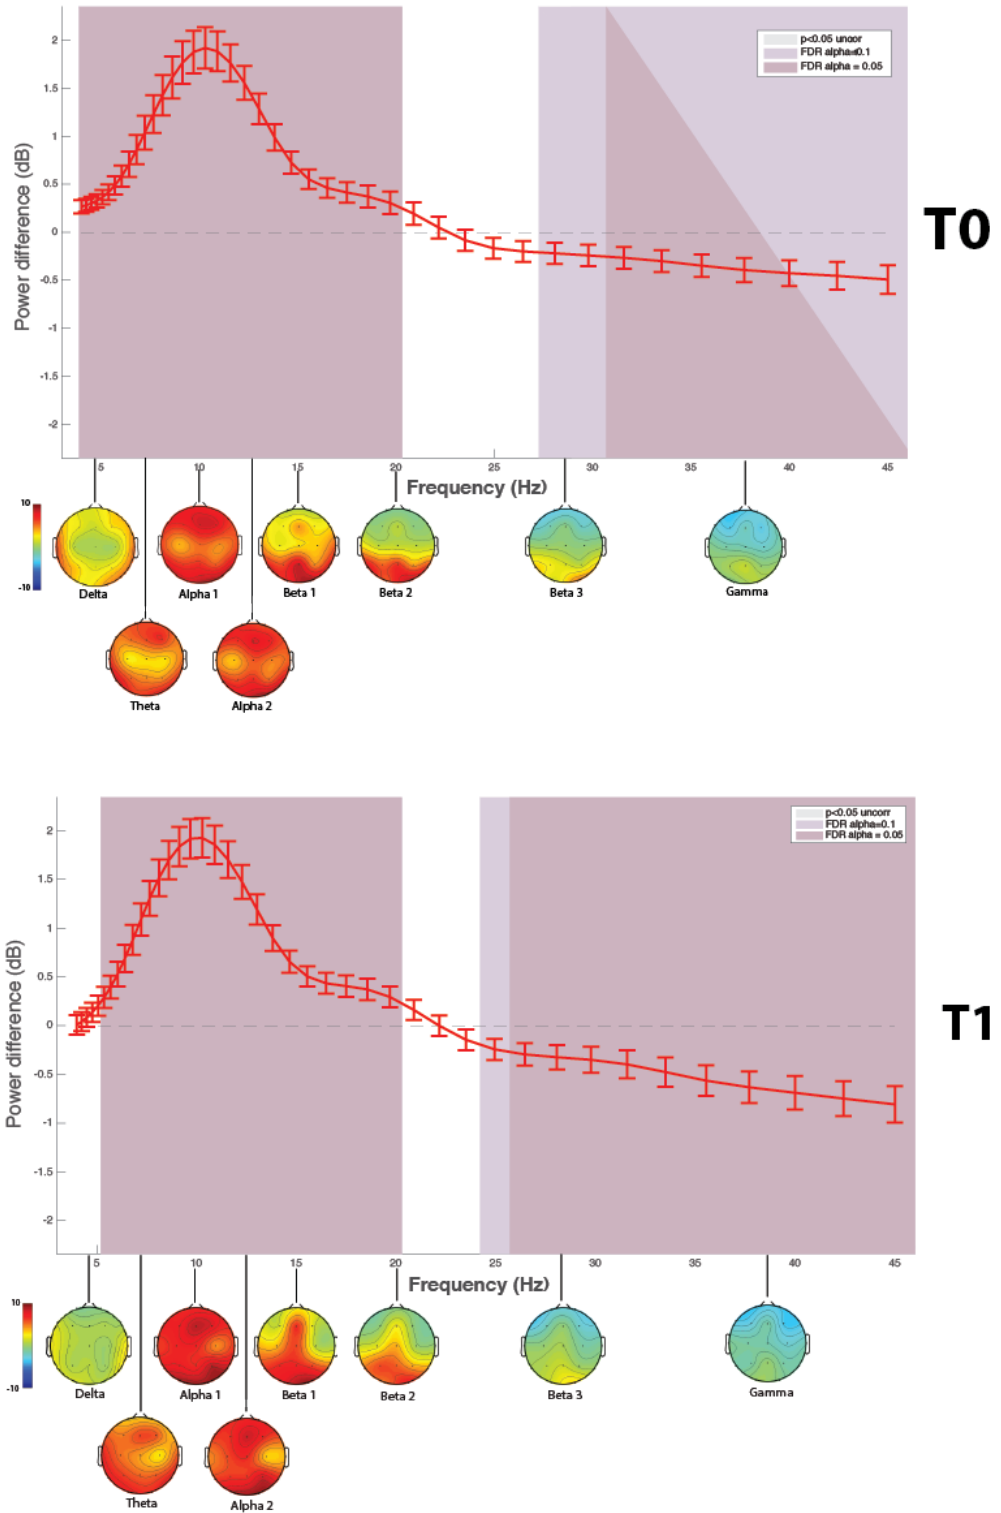 2
1.5
1
0.5
0
-0.5
-1
-1.5
-2
Power difference (dB)
p<0.05 uncorr
FDR alpha=0.1
FDR alpha = 0.05
T0
5 10 15 20 25 30 35 40 45
Frequency (Hz)
10
-10
Delta Alpha 1 Beta 1 Beta 2 Beta 3 Gamma
Theta Alpha 2
2
1.5
1
0.5
0
-0.5
-1
-1.5
-2
Power difference (dB)
p<0.05 uncorr
FDR alpha=0.1
FDR alpha = 0.05
T1
5 10 15 20 25 30 35 40 45
Frequency (Hz)
10
-10
Delta Alpha 1 Beta 1 Beta 2 Beta 3 Gamma
Theta Alpha 2